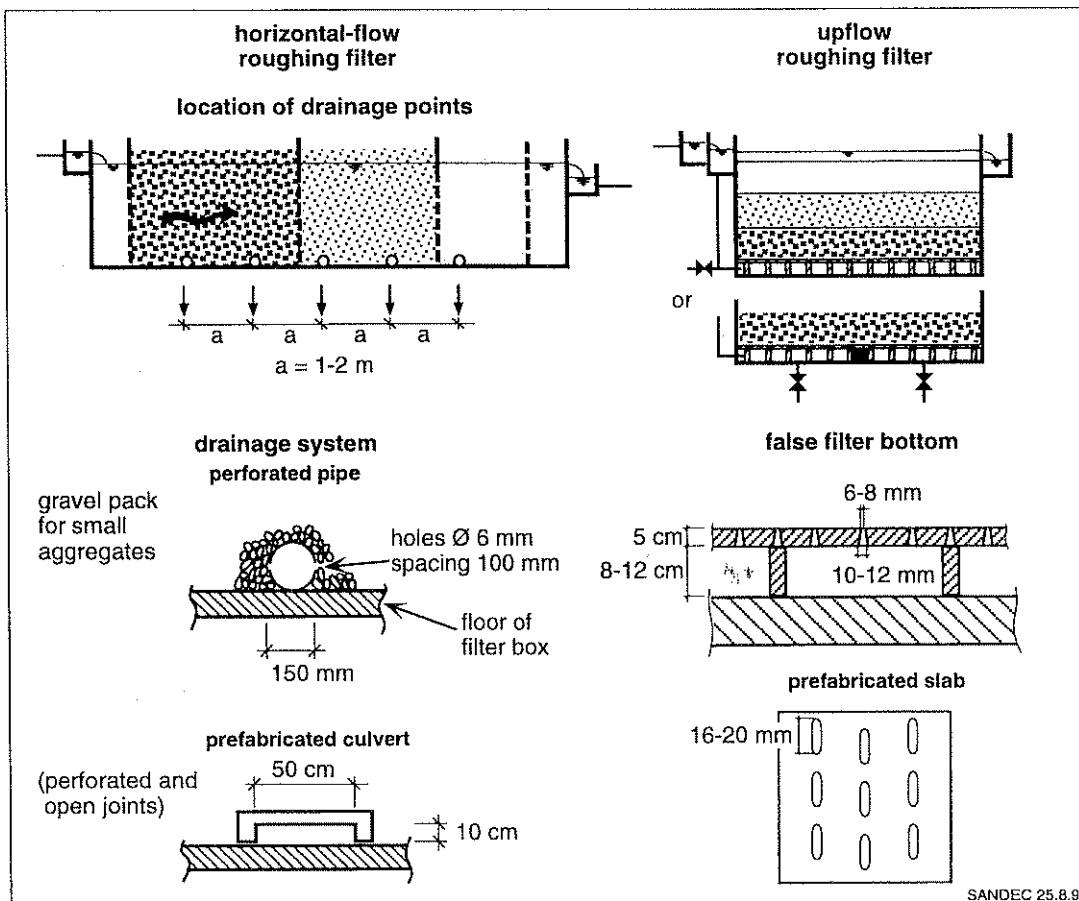 horizontal-flow
roughing filter
location of drainage points
a
a
a
a
a = 1-2 m
upflow
roughing filter
or
drainage system
perforated pipe
gravel pack
for small
aggregates
holes Ø 6 mm
spacing 100 mm
floor of
filter box
150 mm
false filter bottom
6-8 mm
5 cm
8-12 cm
10-12 mm
prefabricated culvert
(perforated and
open joints)
50 cm
10 cm
prefabricated slab
16-20 mm
SANDEC 25.8.9